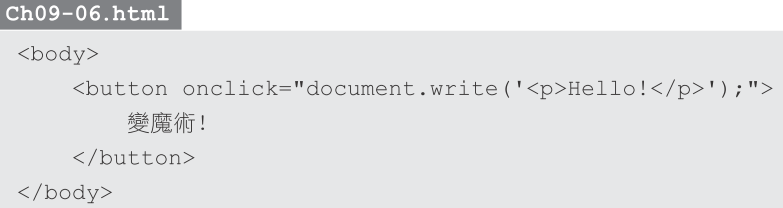 Ch09-06.html
<body>
    <button onclick="document.write('<p>Hello!</p>');">
        變魔術!
    </button>
</body>